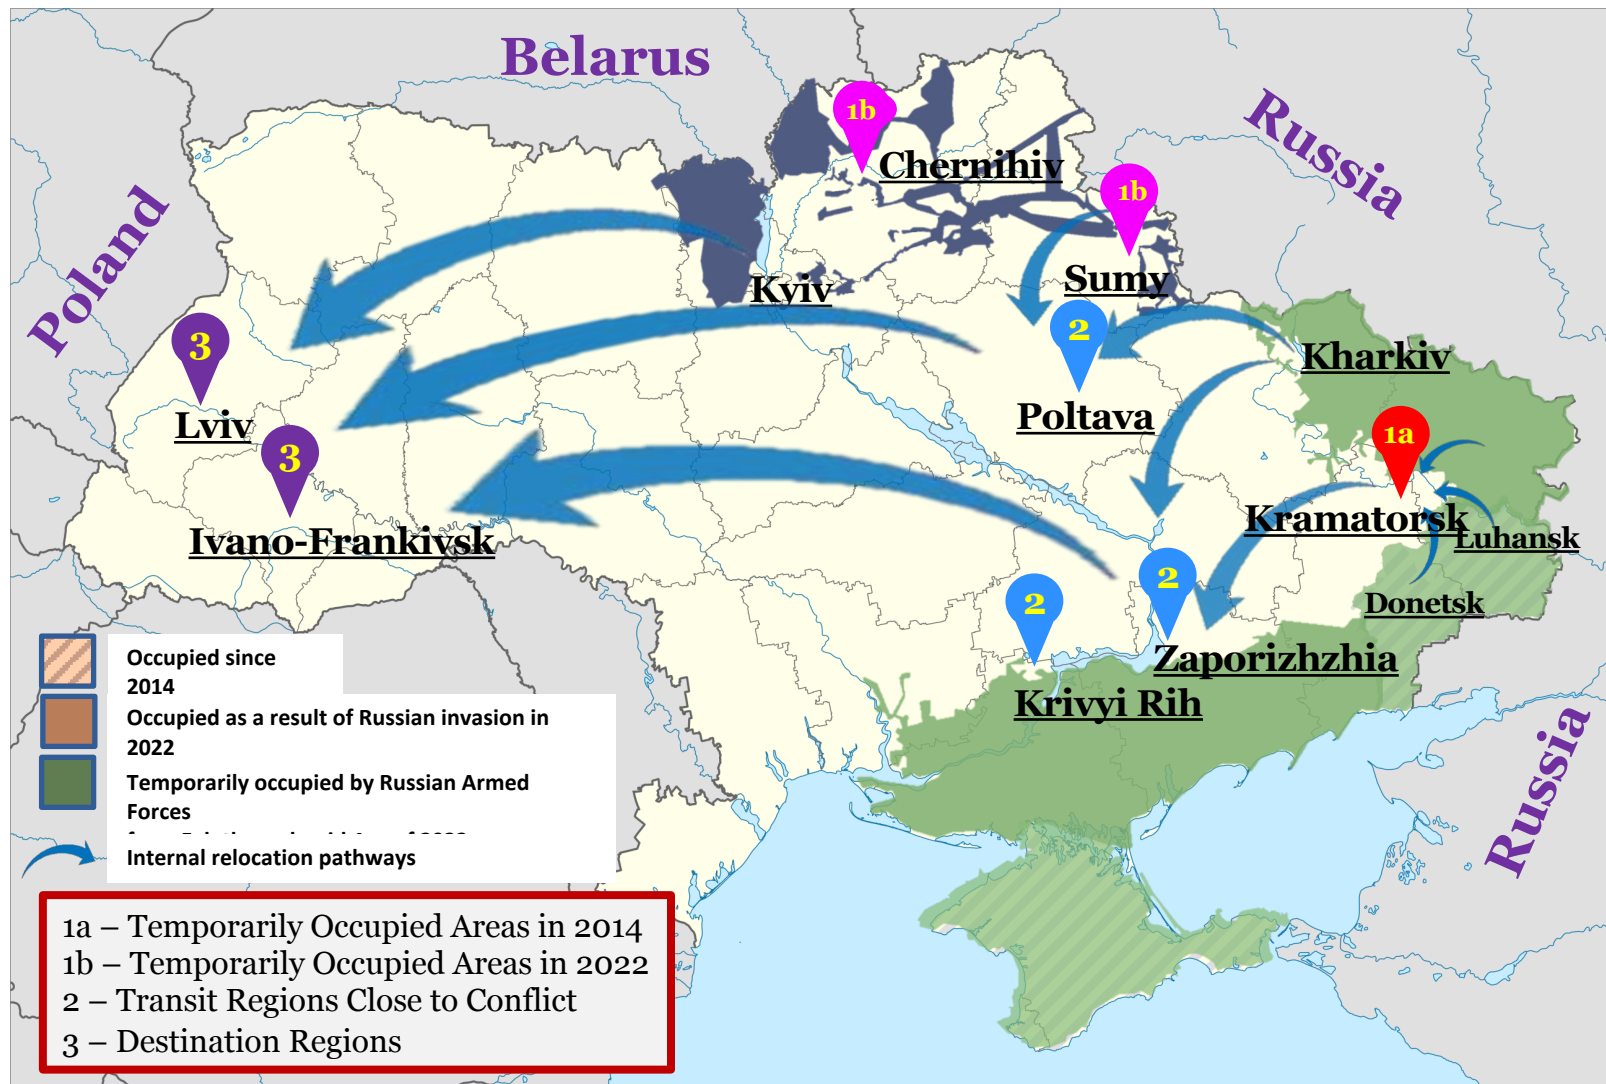 Belarus
Russia
Poland
1b
Chernihiv
1b
Sumy
Kyiv
2
Poltava
Kharkiv
3
Lviv
1a
Kramatorsk
3
Ivano-Frankivsk
Luhansk
Donetsk
2
2
Zaporizhzhia
Krivyi Rih
Russia
Occupied since
2014
Occupied as a result of Russian invasion in
2022
Temporarily occupied by Russian Armed
Forces
Internal relocation pathways
1a – Temporarily Occupied Areas in 2014
1b – Temporarily Occupied Areas in 2022
2 – Transit Regions Close to Conflict
3 – Destination Regions